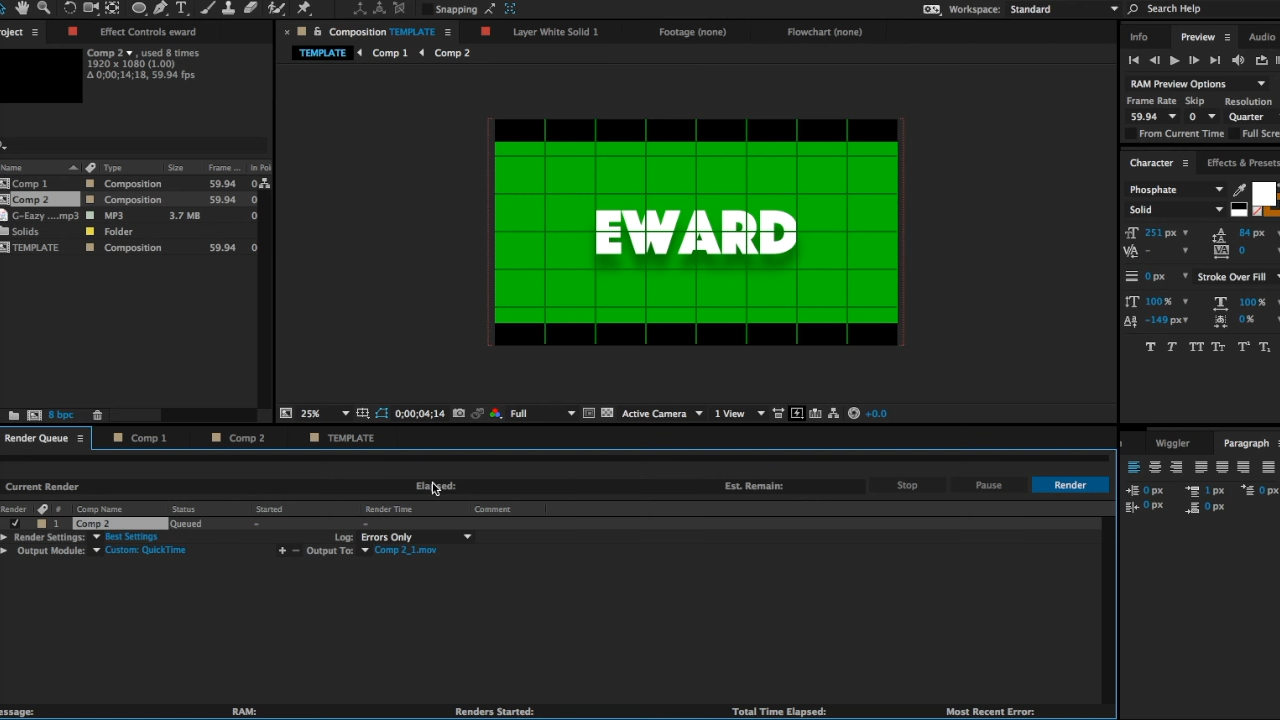 Snapping
Workspace: Standard
Search Help
roject
Effect Controls eward
Composition TEMPLATE
Layer White Solid 1
Footage (none)
Flowchart (none)
Info
Preview
Audio
Comp 2 ▾ , used 8 times
1920 x 1080 (1.00)
Δ 0;00;14;18, 59.94 fps
TEMPLATE
Comp 1
Comp 2
RAM Preview Options
Frame Rate Skip Resolution
59.94 0 Quarter
From Current Time Full Scre
Character
Effects & Presets
Phosphate
Solid
251 px
84 px
-
0
0 px
Stroke Over Fill
100 %
100 %
-149 px
0 %
T T TT Tt T¹ T₁
Name Type Size Frame ... In Poi
Comp 1 Composition 59.94 0
Comp 2 Composition 59.94 0
G-Eazy ....mp3 MP3 3.7 MB 59.94 0
Solids Folder
TEMPLATE Composition 59.94 0
EWARD
8 bpc
25%
0;00;04;14
Full
Active Camera
1 View
+0.0
Render Queue
Comp 1
Comp 2
TEMPLATE
Wiggler
Paragraph
Current Render
Elapsed:
Est. Remain:
Stop
Pause
Render
0 px 1 px 0 px
0 px 0 px
Render # Comp Name Status Started Render Time Comment
1 Comp 2 Queued - -
Render Settings: Best Settings Log: Errors Only
Output Module: Custom: QuickTime + − Output To: Comp 2_1.mov
essage:
RAM:
Renders Started:
Total Time Elapsed:
Most Recent Error: